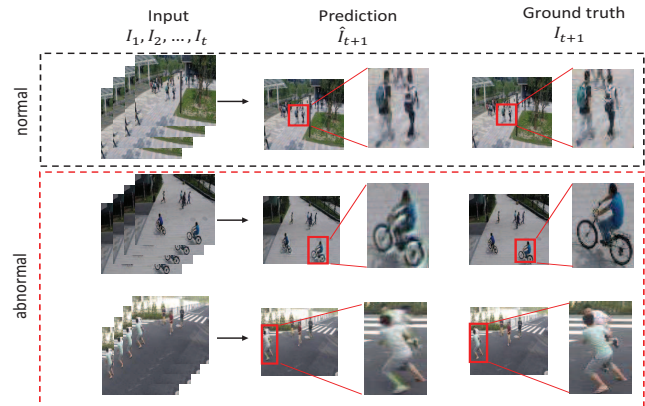 Input
I₁, I₂, …, Iₜ
Prediction
Îₜ₊₁
Ground truth
Iₜ₊₁
normal
abnormal